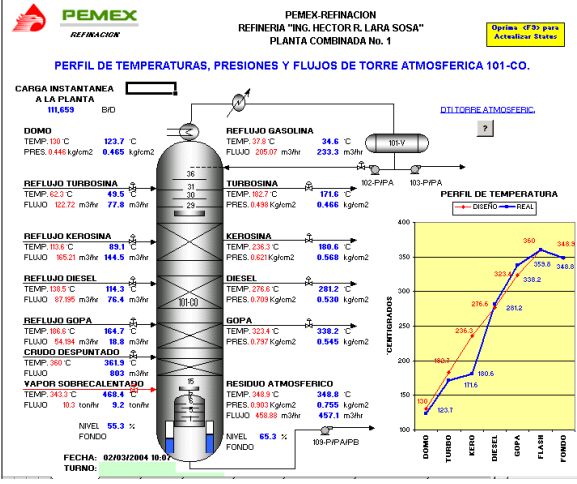 PEMEX
REFINACION
PEMEX-REFINACION
REFINERIA "ING. HECTOR R. LARA SOSA"
PLANTA COMBINADA No. 1
Oprima <F9> para
Actualizar Status
PERFIL DE TEMPERATURAS, PRESIONES Y FLUJOS DE TORRE ATMOSFERICA 101-CO.
CARGA INSTANTANEA
A LA PLANTA
111,659 B/D
DTI TORRE ATMOSFERIC.
?
DOMO
TEMP. 130 °C 123.7 °C
PRES. 0.446 kg/cm2 0.465 kg/cm2
REFLUJO GASOLINA
TEMP. 37.8 °C 34.6 °C
FLUJO 205.07 m3/hr 233.3 m3/hr
101-V
102-P/PA
103-P/PA
REFLUJO TURBOSINA
TEMP. 62.3 °C 49.5 °C
FLUJO 122.72 m3/hr 77.8 m3/hr
36
31
30
29
TURBOSINA
TEMP. 182.7 °C 171.6 °C
PRES. 0.498 Kg/cm2 0.466 kg/cm2
REFLUJO KEROSINA
TEMP. 113.6 °C 89.1 °C
FLUJO 165.21 m3/hr 144.5 m3/hr
KEROSINA
TEMP. 236.3 °C 180.6 °C
PRES. 0.621 Kg/cm2 0.568 kg/cm2
REFLUJO DIESEL
TEMP. 138.5 °C 114.3 °C
FLUJO 87.195 m3/hr 76.4 m3/hr
101-CO
DIESEL
TEMP. 276.6 °C 281.2 °C
PRES. 0.709 Kg/cm2 0.530 kg/cm2
REFLUJO GOPA
TEMP. 186.6 °C 164.7 °C
FLUJO 54.194 m3/hr 18.8 m3/hr
GOPA
TEMP. 323.4 °C 338.2 °C
PRES. 0.797 Kg/cm2 0.545 kg/cm2
CRUDO DESPUNTADO
TEMP. 360 °C 361.9 °C
FLUJO 803 m3/hr
VAPOR SOBRECALENTADO
TEMP. 343.3 °C 468.4 °C
FLUJO 10.3 ton/hr 9.2 ton/hr
15
RESIDUO ATMOSFERICO
TEMP. 348.9 °C 348.8 °C
PRES. 0.903 Kg/cm2 0.755 kg/cm2
FLUJO 458.88 m3/hr 457.1 m3/hr
NIVEL 55.3 %
FONDO
NIVEL 65.3 %
FONDO
109-P/PA/PB
FECHA: 02/03/2004 10:07
TURNO:
PERFIL DE TEMPERATURA
DISEÑO REAL
°CENTIGRADOS
400
350
300
250
200
150
100
130
182.7
236.3
276.6
323.4
360
348.9
123.7
171.6
180.6
281.2
338.2
359.8
348.8
DOMO
TURBO
KERO
DIESEL
GOPA
FLASH
FONDO